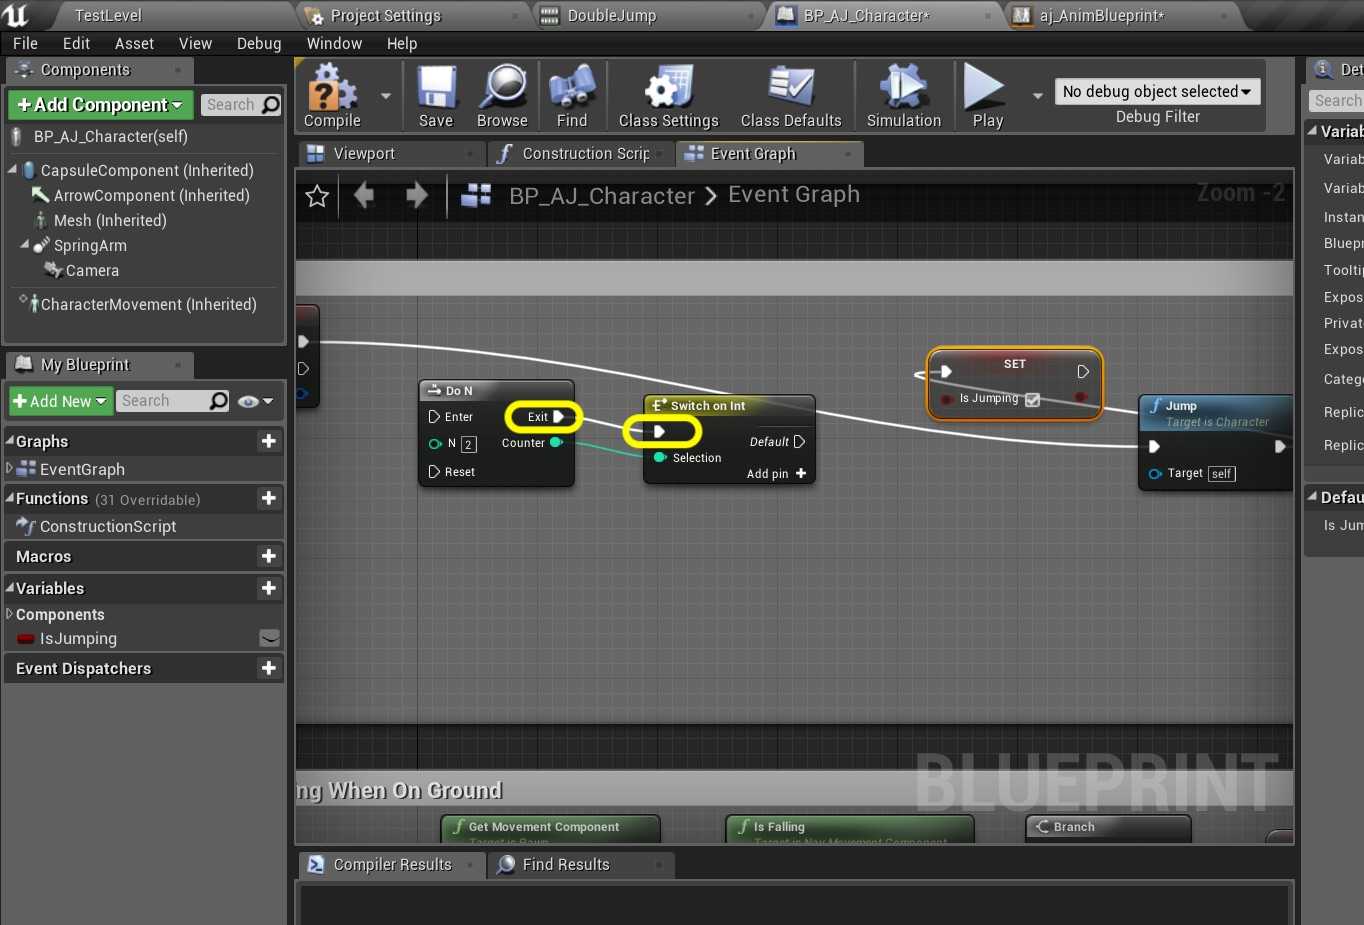 TestLevel
Project Settings
DoubleJump
BP_AJ_Character*
aj_AnimBlueprint*
File Edit Asset View Debug Window Help
Components
+Add Component
Search
BP_AJ_Character(self)
CapsuleComponent (Inherited)
ArrowComponent (Inherited)
Mesh (Inherited)
SpringArm
Camera
CharacterMovement (Inherited)
My Blueprint
+Add New
Search
Graphs
EventGraph
Functions (31 Overridable)
ConstructionScript
Macros
Variables
Components
IsJumping
Event Dispatchers
Compile
Save
Browse
Find
Class Settings
Class Defaults
Simulation
Play
No debug object selected
Debug Filter
Viewport
Construction Scrip
Event Graph
BP_AJ_Character > Event Graph
Zoom -2
Do N
Enter
Exit
N 2
Counter
Reset
Switch on Int
Default
Selection
Add pin +
SET
Is Jumping
Jump
Target is Character
Target self
BLUEPRINT
ng When On Ground
Get Movement Component
Target is Pawn
Is Falling
Target is Nav Movement Component
Branch
Compiler Results
Find Results
Det
Search
Variab
Variab
Variab
Instan
Bluepr
Toolti
Expos
Privat
Expos
Categ
Replic
Replic
Defau
Is Jum